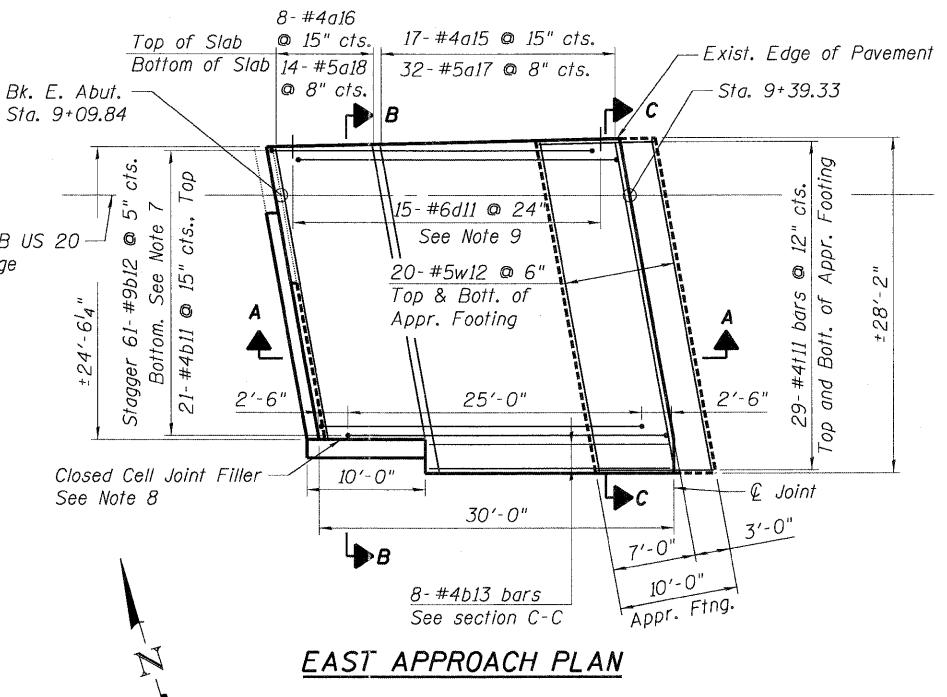 8- #4a16
@ 15" cts.
17- #4a15 @ 15" cts.
Top of Slab
Bottom of Slab
14- #5a18
@ 8" cts.
32- #5a17 @ 8" cts.
Exist. Edge of Pavement
Bk. E. Abut.
Sta. 9+09.84
B
C
Sta. 9+39.33
Stagger 61- #9b12 @ 5" cts.
Bottom. See Note 7
21- #4b11 @ 15" cts., Top
±24'-6¼"
B US 20
ge
15- #6d11 @ 24"
See Note 9
20- #5w12 @ 6"
Top & Bott. of
Appr. Footing
29- #4t11 bars @ 12" cts.
Top and Bott. of Appr. Footing
±28'-2"
A
A
2'-6"
25'-0"
2'-6"
Closed Cell Joint Filler
See Note 8
10'-0"
C
℄ Joint
30'-0"
B
7'-0"
3'-0"
10'-0"
Appr. Ftng.
8- #4b13 bars
See section C-C
N
EAST APPROACH PLAN